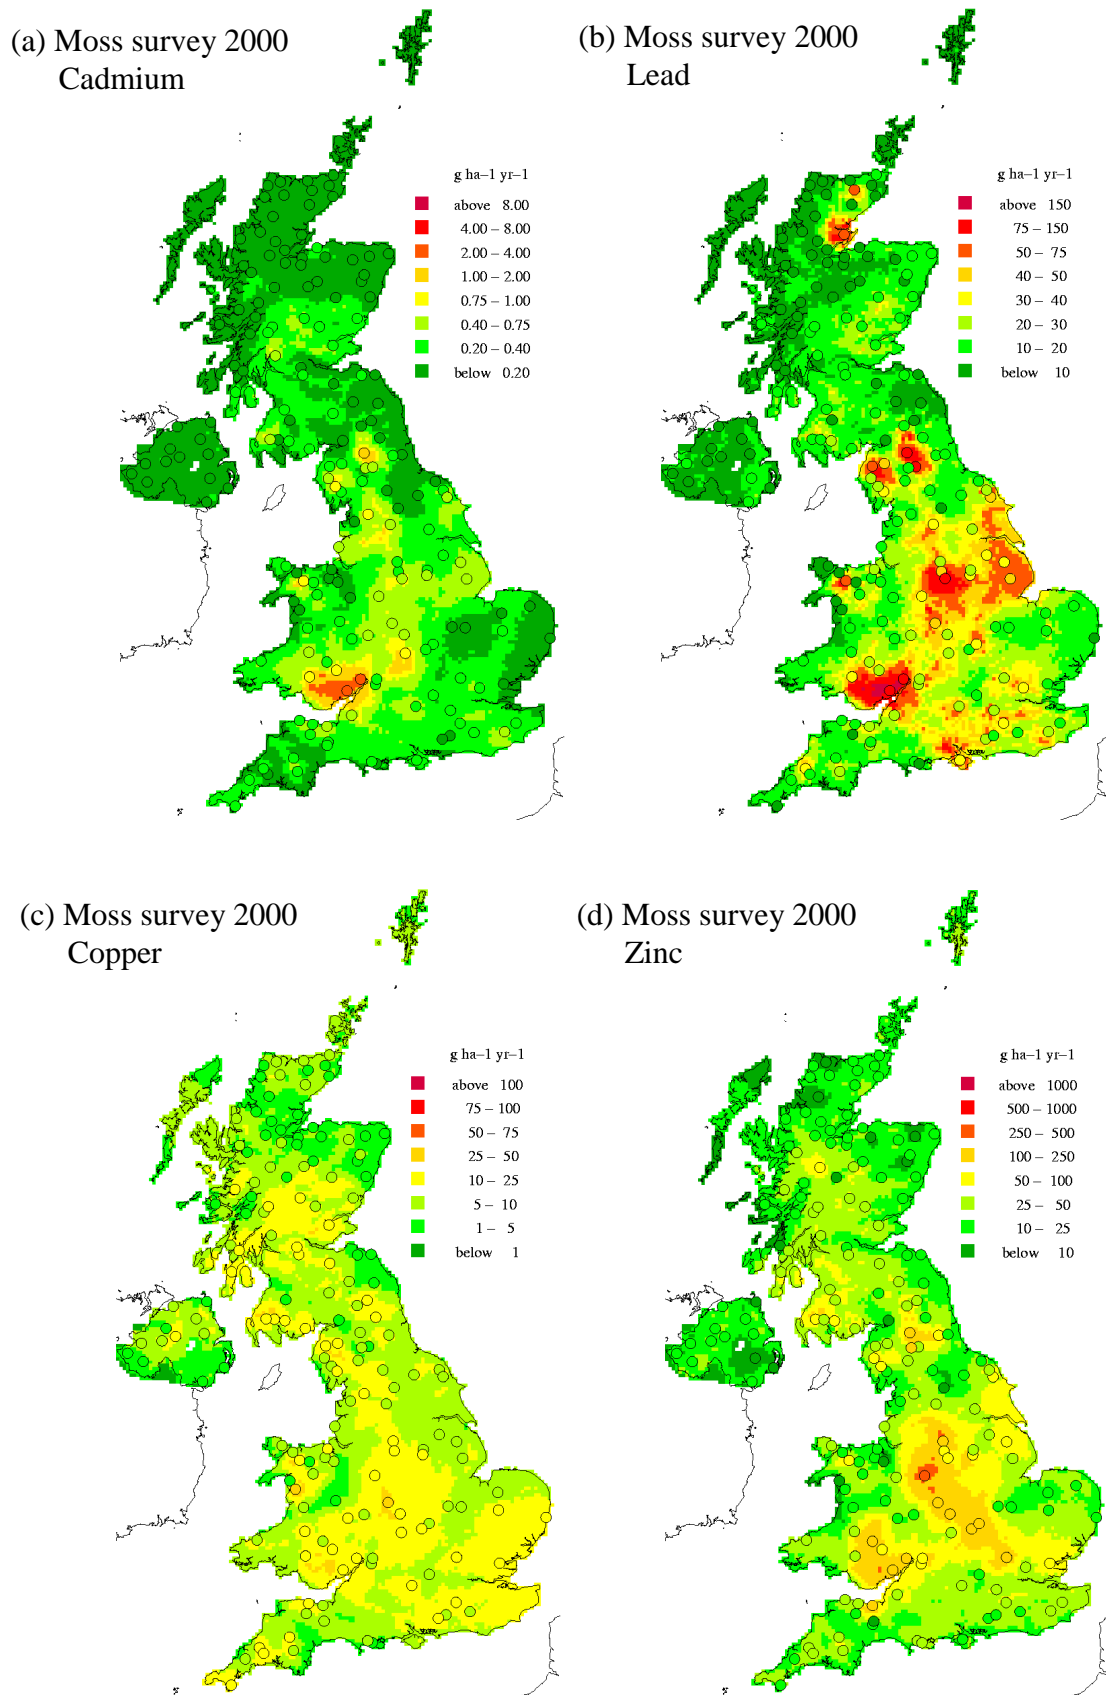 (a) Moss survey 2000
Cadmium
g ha–1 yr–1
above 8.00
4.00 – 8.00
2.00 – 4.00
1.00 – 2.00
0.75 – 1.00
0.40 – 0.75
0.20 – 0.40
below 0.20
(b) Moss survey 2000
Lead
g ha–1 yr–1
above 150
75 – 150
50 – 75
40 – 50
30 – 40
20 – 30
10 – 20
below 10
(c) Moss survey 2000
Copper
g ha–1 yr–1
above 100
75 – 100
50 – 75
25 – 50
10 – 25
5 – 10
1 – 5
below 1
(d) Moss survey 2000
Zinc
g ha–1 yr–1
above 1000
500 – 1000
250 – 500
100 – 250
50 – 100
25 – 50
10 – 25
below 10